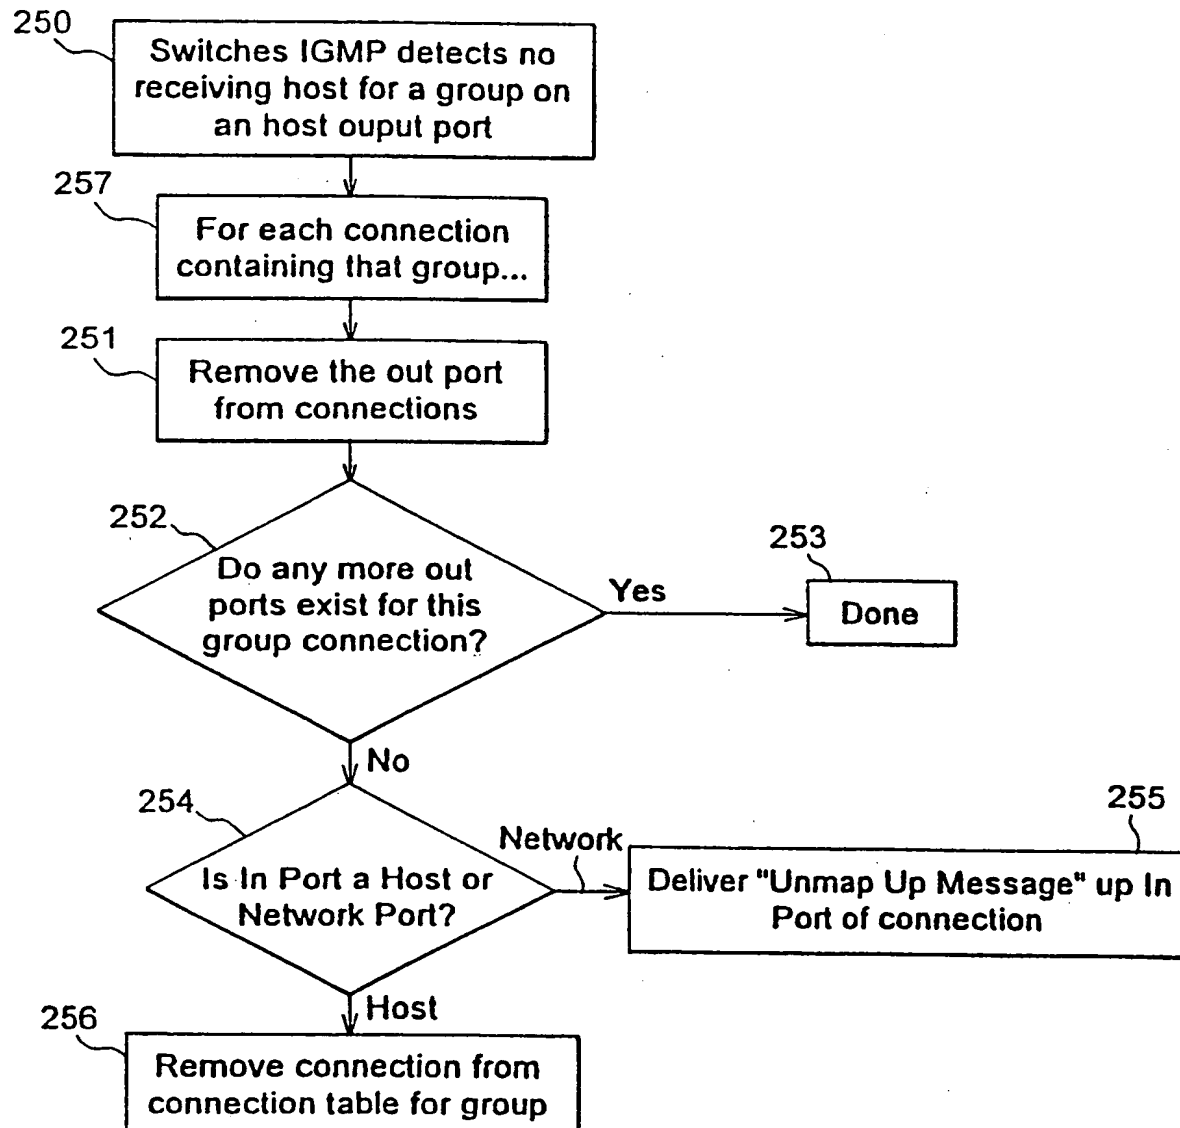 250
Switches IGMP detects no
receiving host for a group on
an host ouput port
257
For each connection
containing that group...
251
Remove the out port
from connections
252
Do any more out
ports exist for this
group connection?
Yes
253
Done
No
254
Is In Port a Host or
Network Port?
Network
255
Deliver "Unmap Up Message" up In
Port of connection
Host
256
Remove connection from
connection table for group